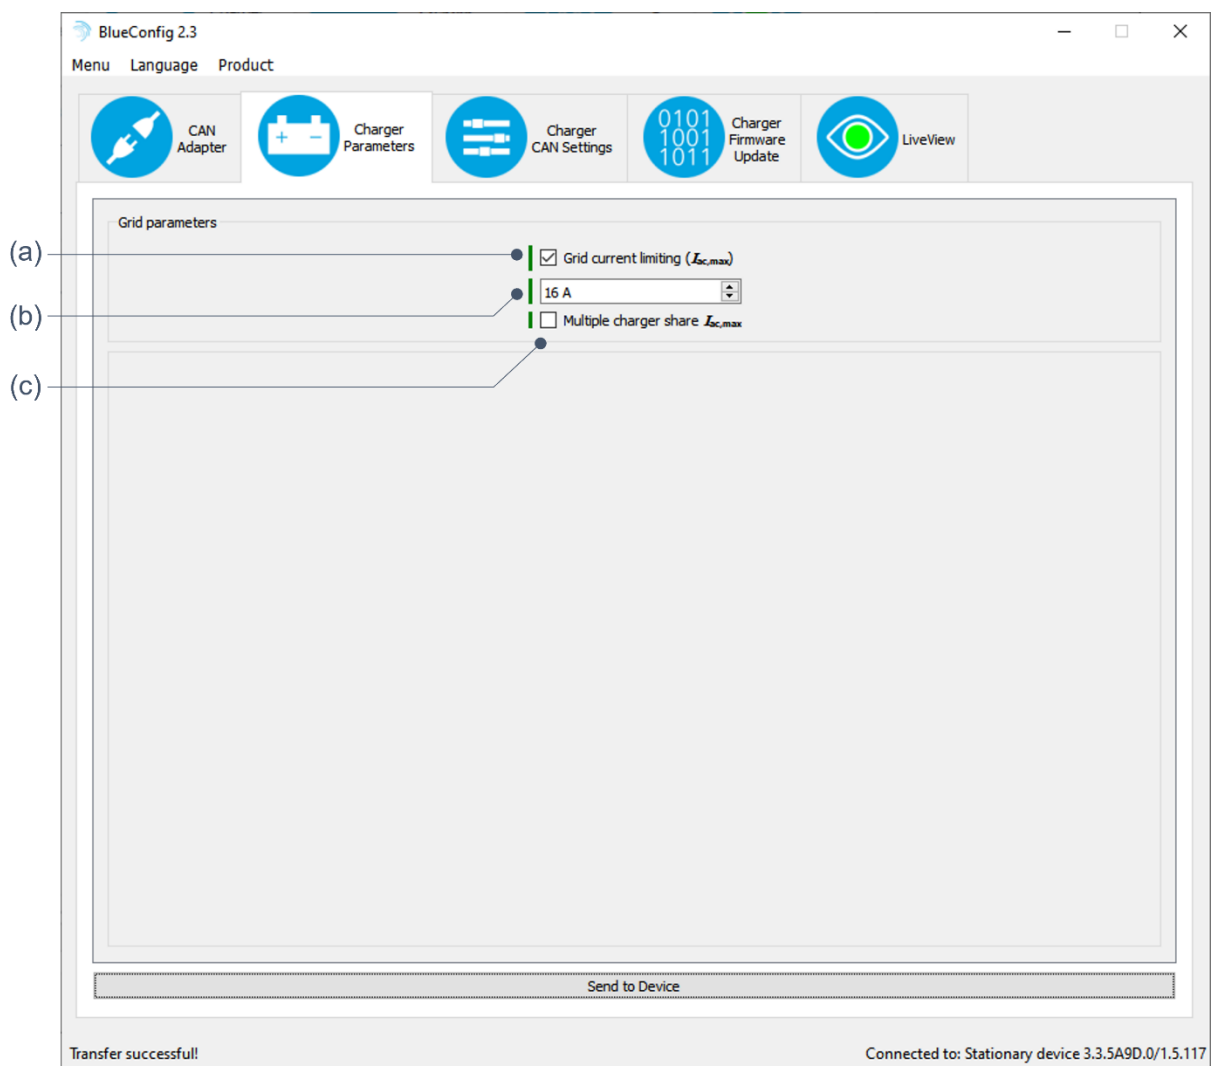 BlueConfig 2.3
Menu Language Product
CAN
Adapter
Charger
Parameters
Charger
CAN Settings
0101
1001
1011
Charger
Firmware
Update
LiveView
Grid parameters
(a)
Grid current limiting (Iac,max)
(b)
16 A
Multiple charger share Iac,max
(c)
Send to Device
Transfer successful!
Connected to: Stationary device 3.3.5A9D.0/1.5.117